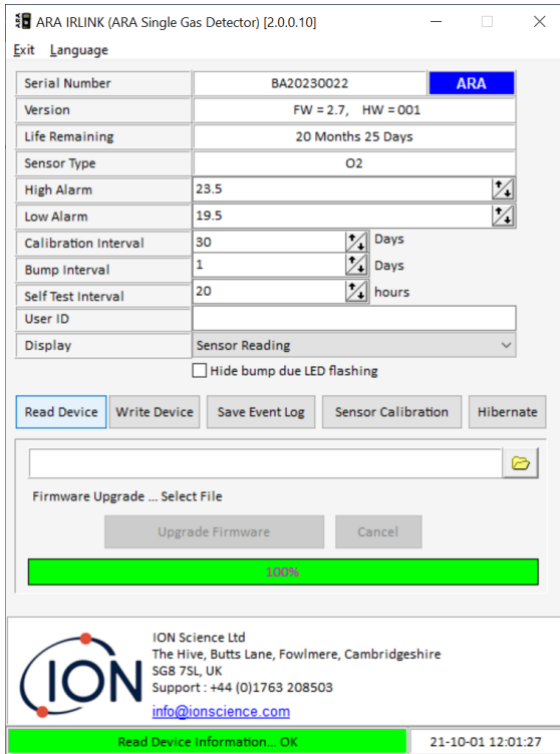 ARA IRLINK (ARA Single Gas Detector) [2.0.0.10]
Exit Language
Serial Number BA20230022 ARA
Version FW = 2.7, HW = 001
Life Remaining 20 Months 25 Days
Sensor Type O2
High Alarm 23.5
Low Alarm 19.5
Calibration Interval 30 Days
Bump Interval 1 Days
Self Test Interval 20 hours
User ID
Display Sensor Reading
Hide bump due LED flashing
Read Device Write Device Save Event Log Sensor Calibration Hibernate
Firmware Upgrade ... Select File
Upgrade Firmware Cancel
100%
ION
ION Science Ltd
The Hive, Butts Lane, Fowlmere, Cambridgeshire
SG8 7SL, UK
Support : +44 (0)1763 208503
info@ionscience.com
Read Device Information... OK 21-10-01 12:01:27